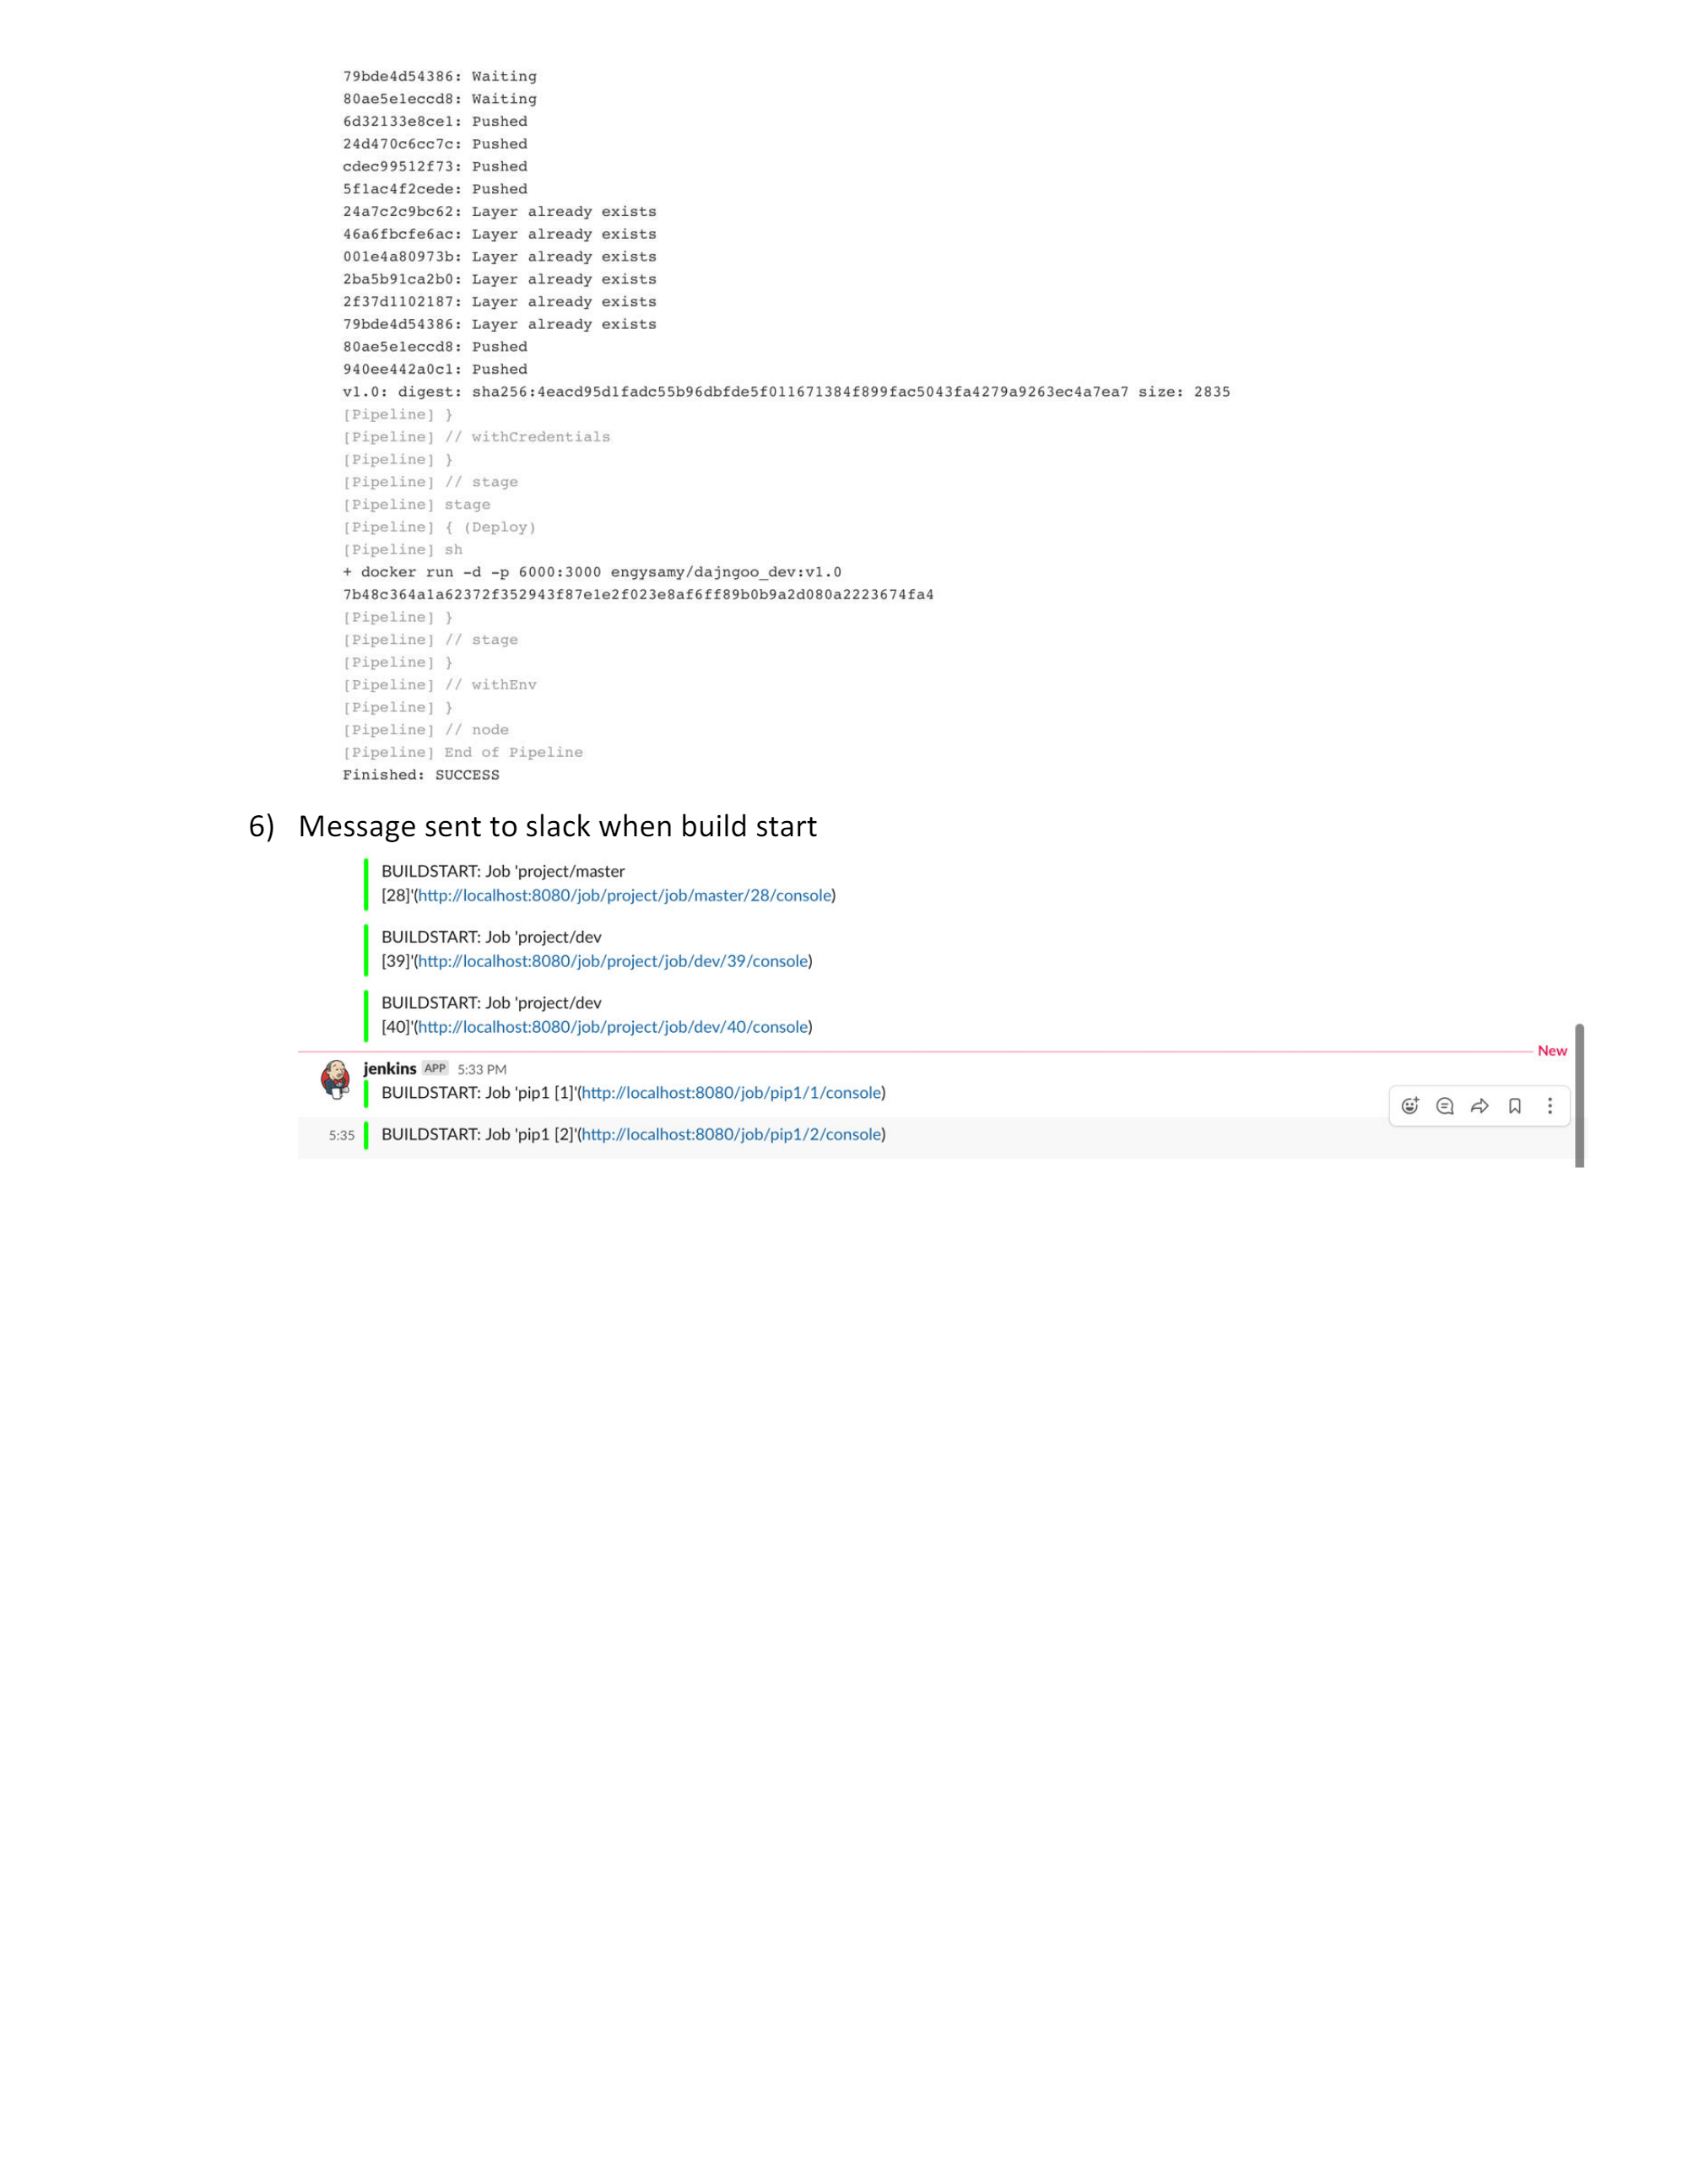 79bde4d54386: Waiting
80ae5e1eccd8: Waiting
6d32133e8ce1: Pushed
24d470c6cc7c: Pushed
cdec99512f73: Pushed
5f1ac4f2cede: Pushed
24a7c2c9bc62: Layer already exists
46a6fbcfe6ac: Layer already exists
001e4a80973b: Layer already exists
2ba5b91ca2b0: Layer already exists
2f37d1102187: Layer already exists
79bde4d54386: Layer already exists
80ae5e1eccd8: Pushed
940ee442a0c1: Pushed
v1.0: digest: sha256:4eacd95d1fadc55b96dbfde5f011671384f899fac5043fa4279a9263ec4a7ea7 size: 2835
[Pipeline] }
[Pipeline] // withCredentials
[Pipeline] }
[Pipeline] // stage
[Pipeline] stage
[Pipeline] { (Deploy)
[Pipeline] sh
+ docker run -d -p 6000:3000 engysamy/dajngoo_dev:v1.0
7b48c364a1a62372f352943f87e1e2f023e8af6ff89b0b9a2d080a2223674fa4
[Pipeline] }
[Pipeline] // stage
[Pipeline] }
[Pipeline] // withEnv
[Pipeline] }
[Pipeline] // node
[Pipeline] End of Pipeline
Finished: SUCCESS
6) Message sent to slack when build start
BUILDSTART: Job 'project/master
[28]'(http://localhost:8080/job/project/job/master/28/console)
BUILDSTART: Job 'project/dev
[39]'(http://localhost:8080/job/project/job/dev/39/console)
BUILDSTART: Job 'project/dev
[40]'(http://localhost:8080/job/project/job/dev/40/console)
New
jenkins APP 5:33 PM
BUILDSTART: Job 'pip1 [1]'(http://localhost:8080/job/pip1/1/console)
5:35 BUILDSTART: Job 'pip1 [2]'(http://localhost:8080/job/pip1/2/console)